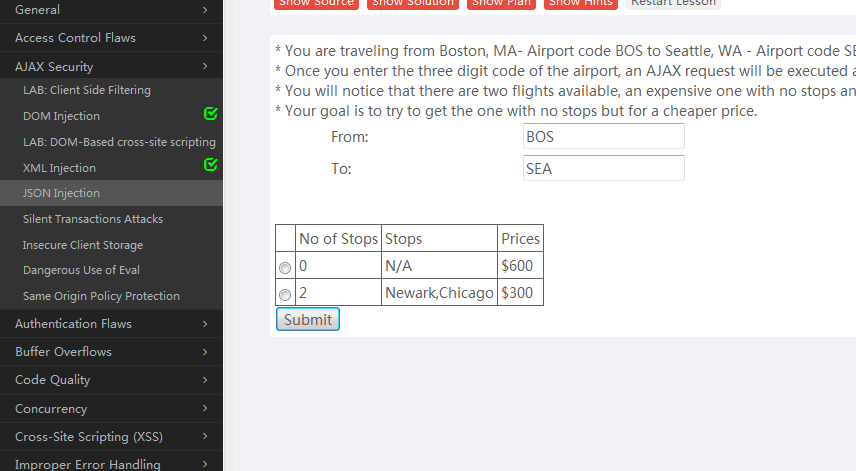 General
Access Control Flaws
AJAX Security
LAB: Client Side Filtering
DOM Injection
LAB: DOM-Based cross-site scripting
XML Injection
JSON Injection
Silent Transactions Attacks
Insecure Client Storage
Dangerous Use of Eval
Same Origin Policy Protection
Authentication Flaws
Buffer Overflows
Code Quality
Concurrency
Cross-Site Scripting (XSS)
Improper Error Handling
Show Source Show Solution Show Plan Show Hints Restart Lesson
* You are traveling from Boston, MA- Airport code BOS to Seattle, WA - Airport code SE
* Once you enter the three digit code of the airport, an AJAX request will be executed a
* You will notice that there are two flights available, an expensive one with no stops an
* Your goal is to try to get the one with no stops but for a cheaper price.
From: BOS
To: SEA
No of Stops Stops Prices
0 N/A $600
2 Newark,Chicago $300
Submit